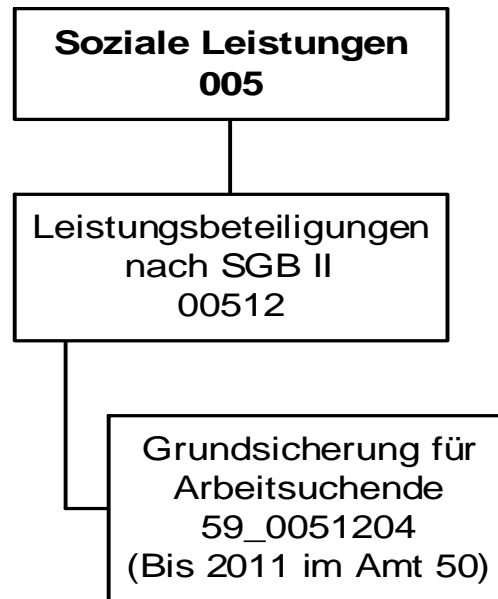 Soziale Leistungen
005
Leistungsbeteiligungen
nach SGB II
00512
Grundsicherung für
Arbeitsuchende
59_0051204
(Bis 2011 im Amt 50)